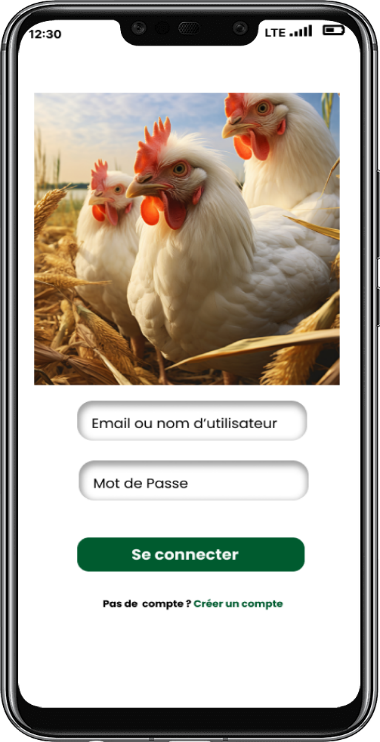 12:30
LTE
Email ou nom d’utilisateur
Mot de Passe
Se connecter
Pas de compte ? Créer un compte